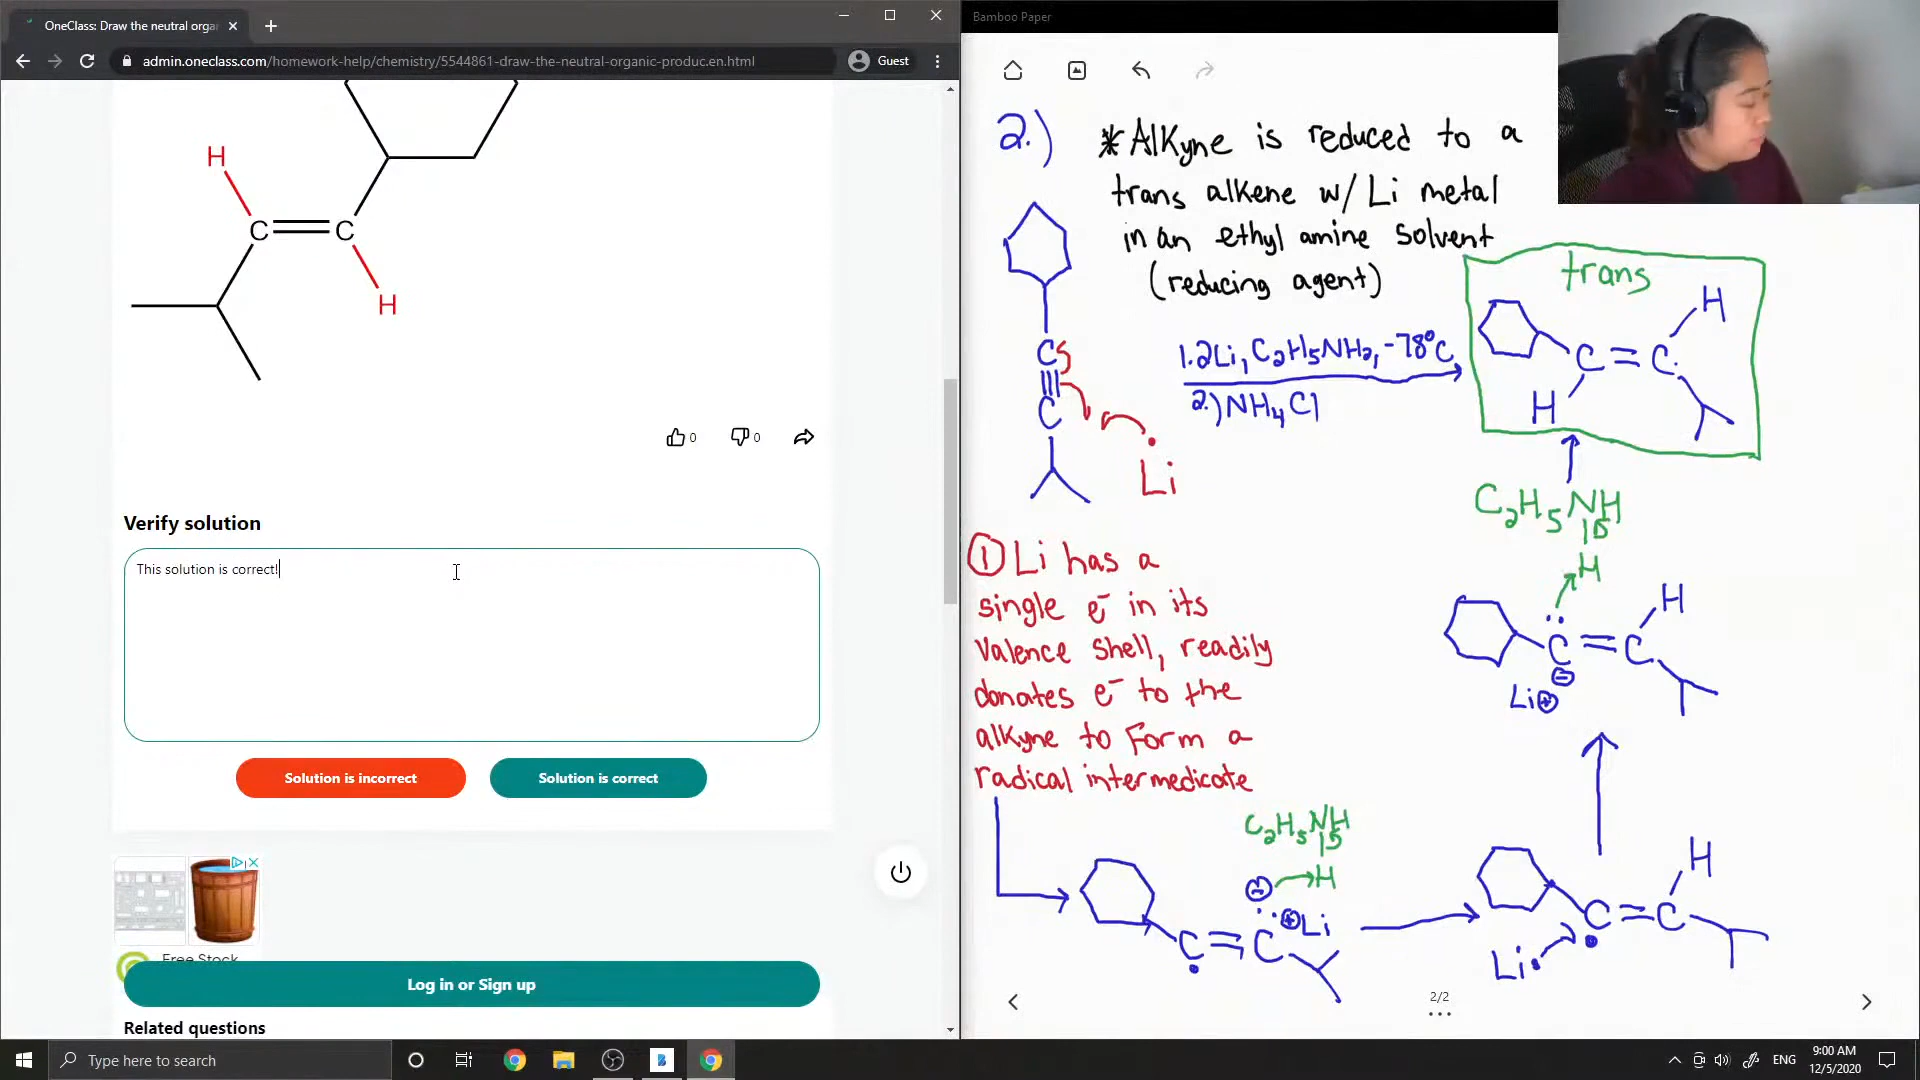 OneClass: Draw the neutral orga
Guest
admin.oneclass.com/homework-help/chemistry/5544861-draw-the-neutral-organic-produc.en.html
H
C C
H
0 0
Verify solution
This solution is correct!
Solution is incorrect
Solution is correct
Free Stock
Log in or Sign up
Related questions
Bamboo Paper
2.)
* Alkyne is reduced to a
trans alkene w/ Li metal
in an ethyl amine solvent
(reducing agent)
1. 2Li, C2H5NH2, -78°C
2.) NH4Cl
trans
H
C = C
H
C
C
Li
① Li has a
single e⁻ in its
valence shell, readily
donates e⁻ to the
alkyne to form a
radical intermedicate
C2H5NH
H
H
C = C
Li⊕
C2H5NH
H
⊕Li
C = C
H
C = C
Li
2/2
Type here to search
ENG
9:00 AM
12/5/2020